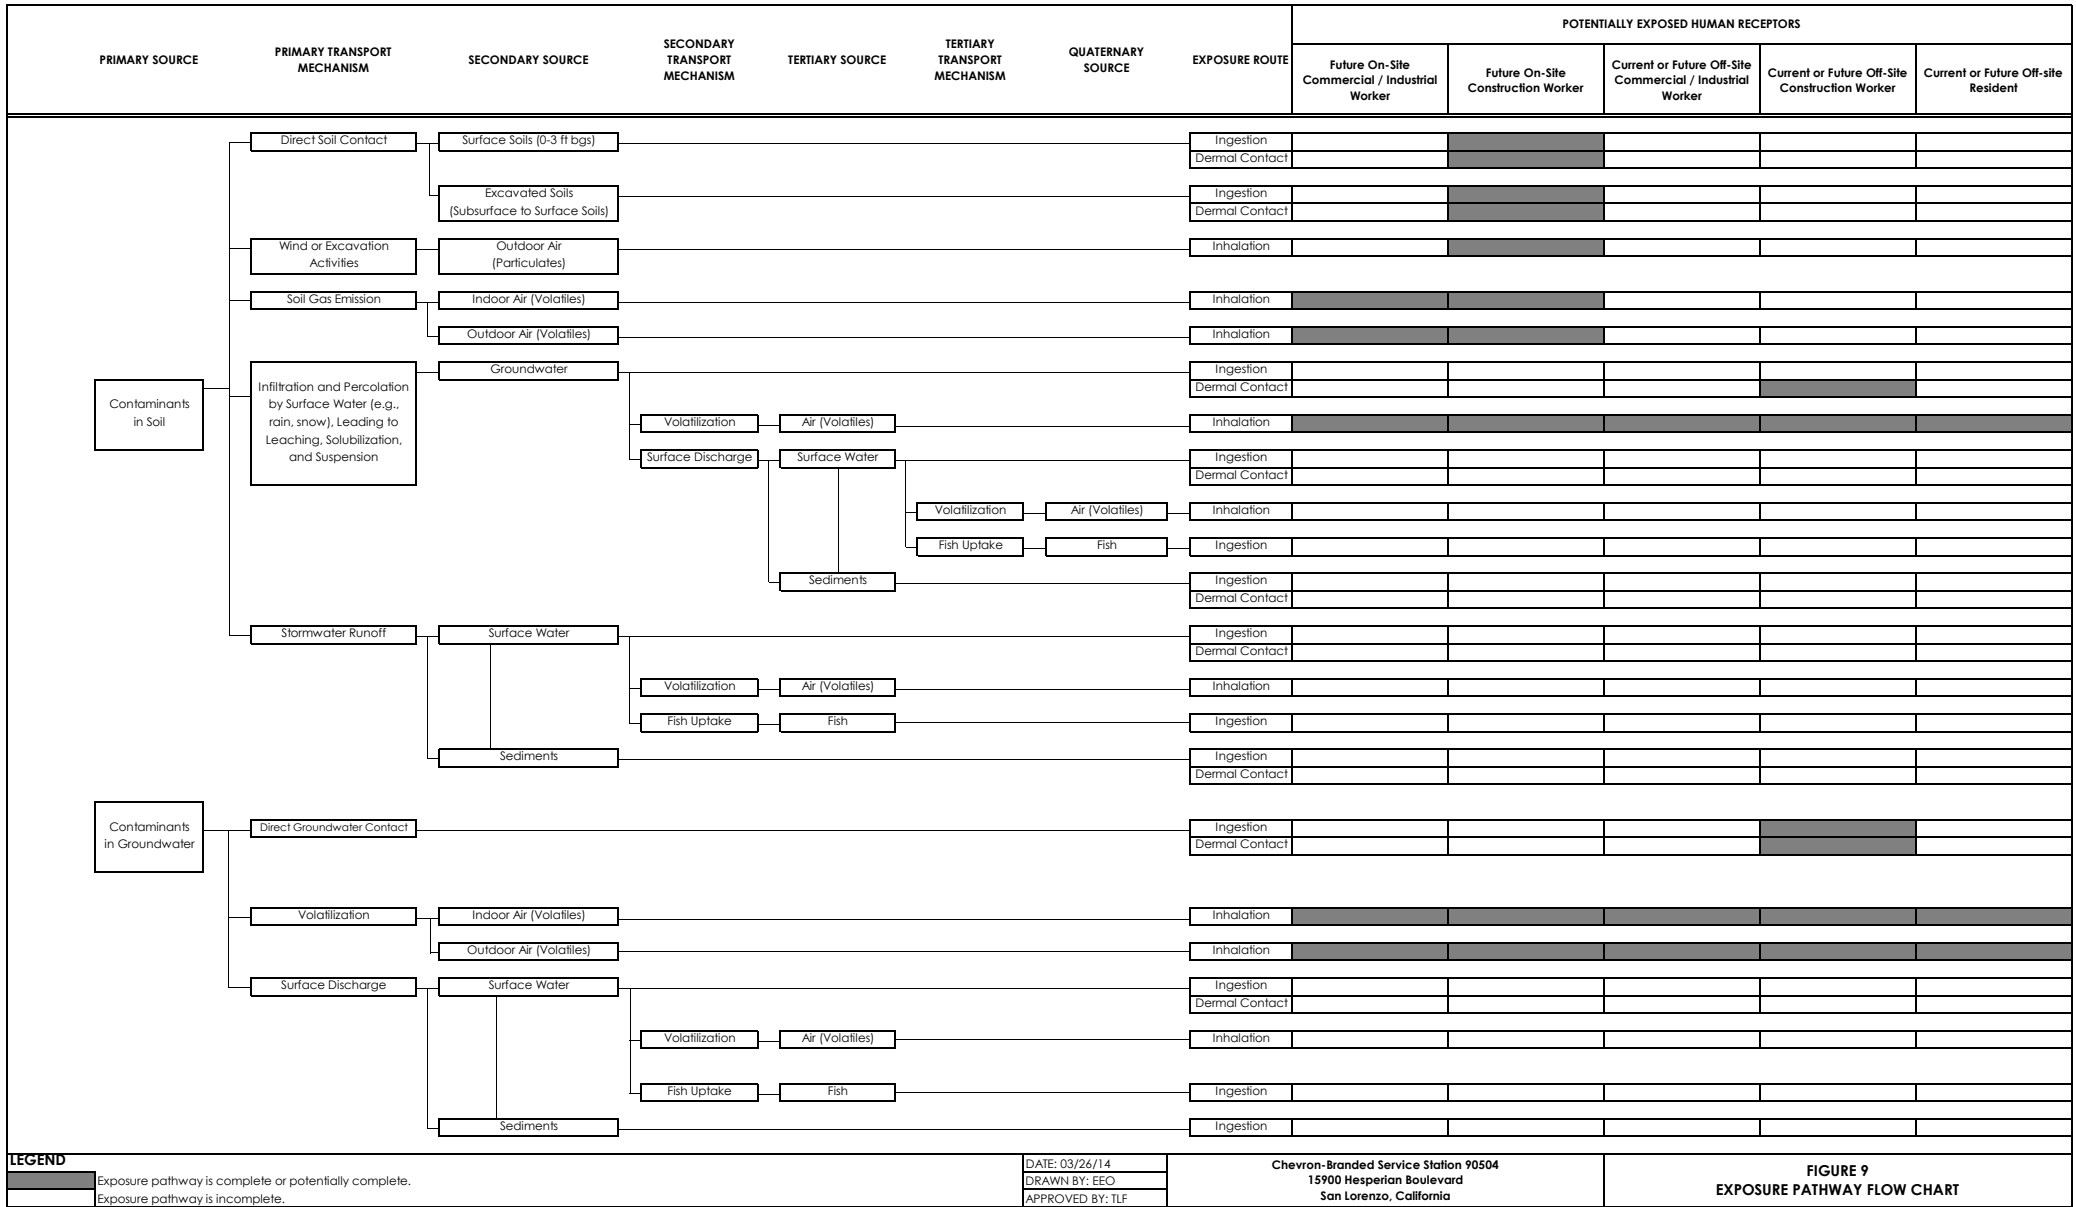 POTENTIALLY EXPOSED HUMAN RECEPTORS
PRIMARY SOURCE
PRIMARY TRANSPORT
MECHANISM
SECONDARY SOURCE
SECONDARY
TRANSPORT
MECHANISM
TERTIARY SOURCE
TERTIARY
TRANSPORT
MECHANISM
QUATERNARY
SOURCE
EXPOSURE ROUTE
Future On-Site
Commercial / Industrial
Worker
Future On-Site
Construction Worker
Current or Future Off-Site
Commercial / Industrial
Worker
Current or Future Off-Site
Construction Worker
Current or Future Off-site
Resident
Direct Soil Contact
Surface Soils (0-3 ft bgs)
Ingestion
Dermal Contact
Excavated Soils
(Subsurface to Surface Soils)
Ingestion
Dermal Contact
Wind or Excavation
Activities
Outdoor Air
(Particulates)
Inhalation
Soil Gas Emission
Indoor Air (Volatiles)
Inhalation
Outdoor Air (Volatiles)
Inhalation
Contaminants
in Soil
Infiltration and Percolation
by Surface Water (e.g.,
rain, snow), Leading to
Leaching, Solubilization,
and Suspension
Groundwater
Ingestion
Dermal Contact
Volatilization
Air (Volatiles)
Inhalation
Surface Discharge
Surface Water
Ingestion
Dermal Contact
Volatilization
Air (Volatiles)
Inhalation
Fish Uptake
Fish
Ingestion
Sediments
Ingestion
Dermal Contact
Stormwater Runoff
Surface Water
Ingestion
Dermal Contact
Volatilization
Air (Volatiles)
Inhalation
Fish Uptake
Fish
Ingestion
Sediments
Ingestion
Dermal Contact
Contaminants
in Groundwater
Direct Groundwater Contact
Ingestion
Dermal Contact
Volatilization
Indoor Air (Volatiles)
Inhalation
Outdoor Air (Volatiles)
Inhalation
Surface Discharge
Surface Water
Ingestion
Dermal Contact
Volatilization
Air (Volatiles)
Inhalation
Fish Uptake
Fish
Ingestion
Sediments
Ingestion
LEGEND
Exposure pathway is complete or potentially complete.
Exposure pathway is incomplete.
DATE: 03/26/14
DRAWN BY: EEO
APPROVED BY: TLF
Chevron-Branded Service Station 90504
15900 Hesperian Boulevard
San Lorenzo, California
FIGURE 9
EXPOSURE PATHWAY FLOW CHART